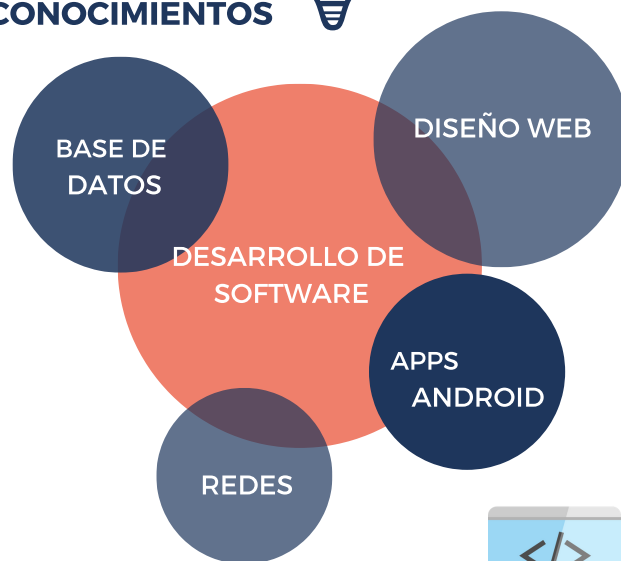 CONOCIMIENTOS
BASE DE
DATOS
DISEÑO WEB
DESARROLLO DE
SOFTWARE
APPS
ANDROID
REDES
</>